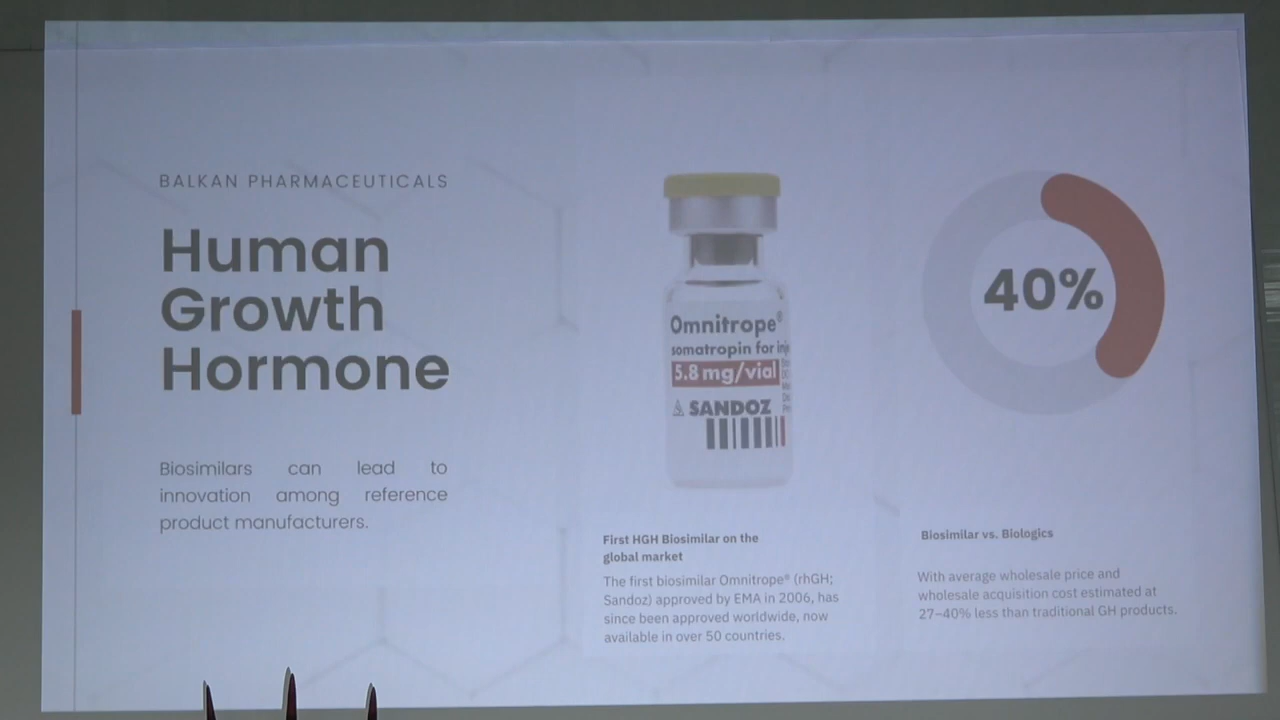 BALKAN PHARMACEUTICALS
Human
Growth
Hormone
Biosimilars can lead to
innovation among reference
product manufacturers.
Omnitrope®
somatropin for inj
5.8 mg/vial
SANDOZ
First HGH Biosimilar on the
global market
The first biosimilar Omnitrope® (rhGH;
Sandoz) approved by EMA in 2006, has
since been approved worldwide, now
available in over 50 countries.
40%
Biosimilar vs. Biologics
With average wholesale price and
wholesale acquisition cost estimated at
27–40% less than traditional GH products.